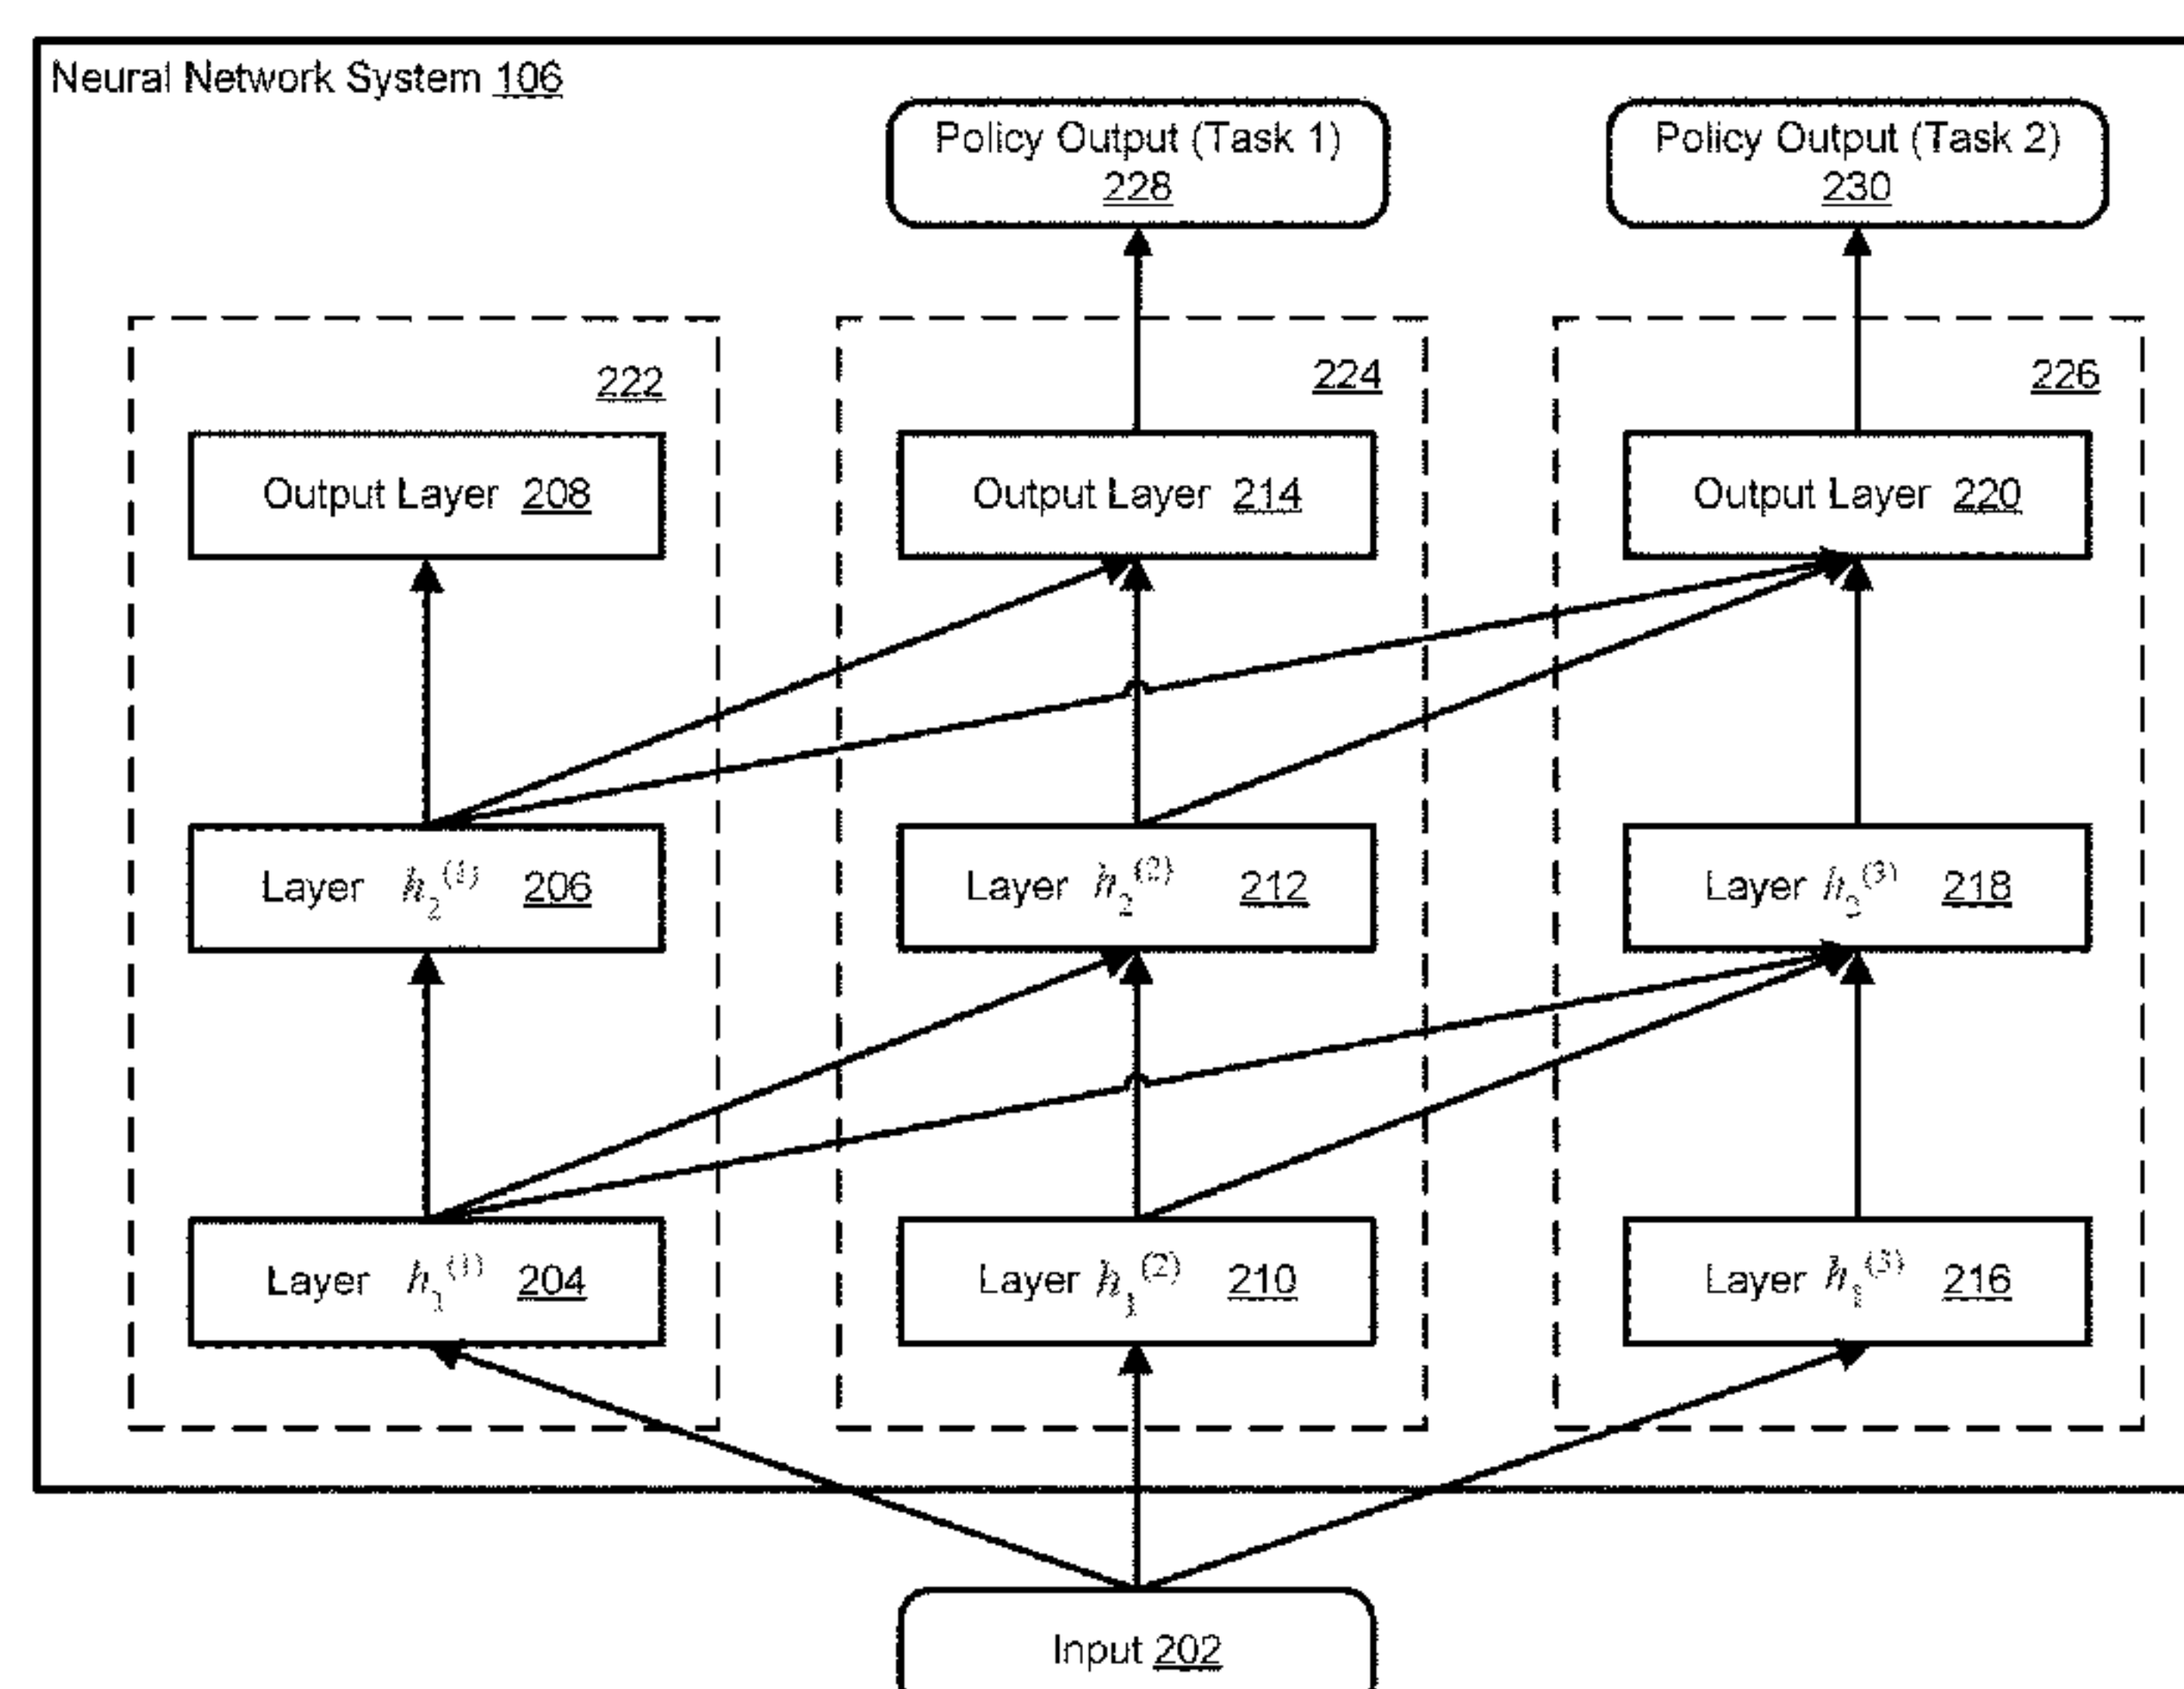 Neural Network System 106
Policy Output (Task 1)
228
Policy Output (Task 2)
230
222
224
226
Output Layer 208
Output Layer 214
Output Layer 220
Layer h₂⁽¹⁾ 206
Layer h₂⁽²⁾ 212
Layer h₂⁽³⁾ 218
Layer h₁⁽¹⁾ 204
Layer h₁⁽²⁾ 210
Layer h₁⁽³⁾ 216
Input 202